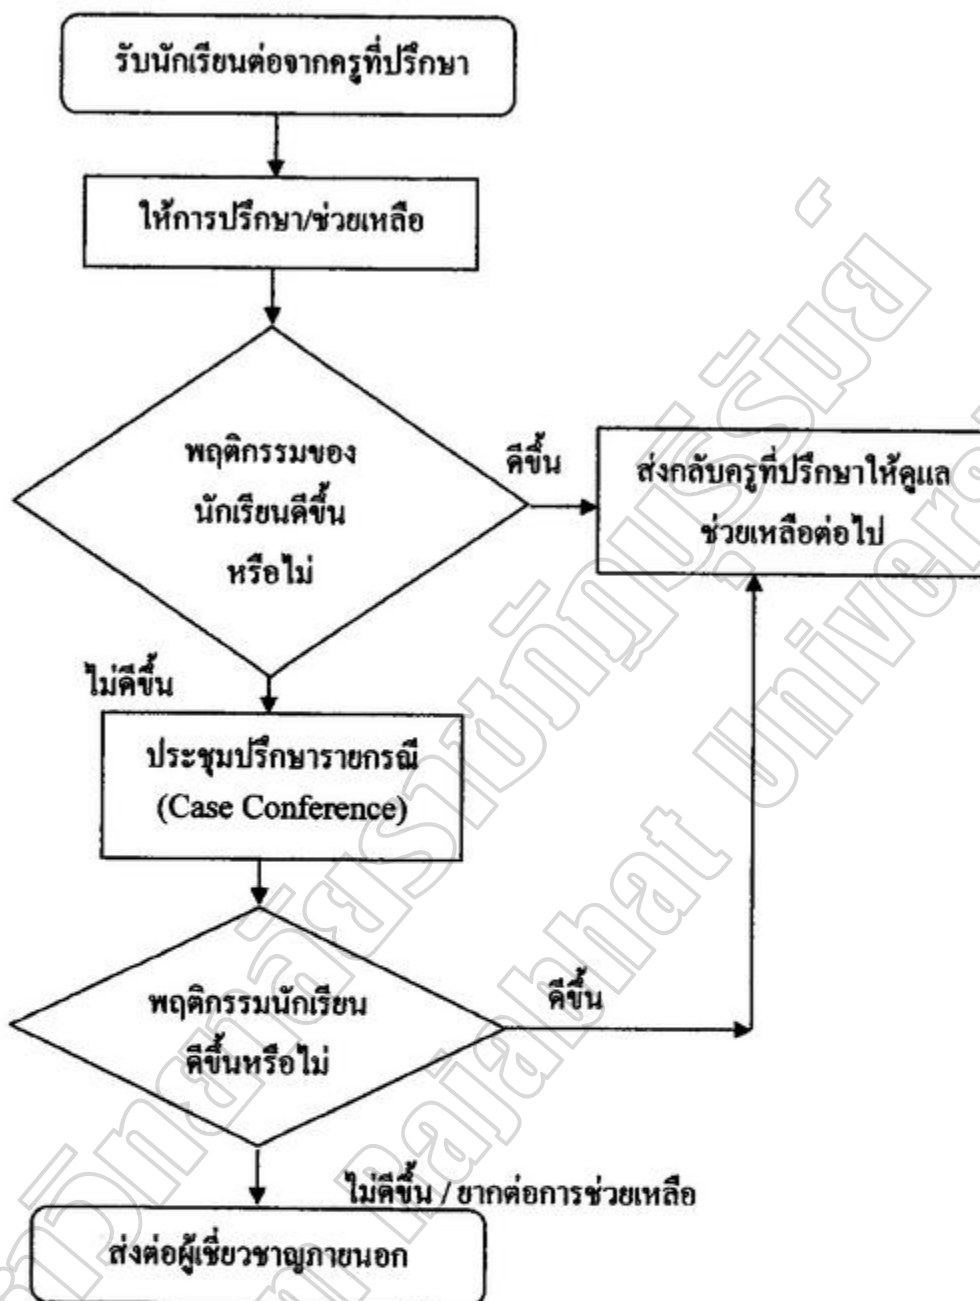 รับนักเรียนต่อจากครูที่ปรึกษา
ให้การปรึกษา/ช่วยเหลือ
พฤติกรรมของ
นักเรียนดีขึ้น
หรือไม่
ดีขึ้น
ส่งกลับครูที่ปรึกษาให้ดูแล
ช่วยเหลือต่อไป
ไม่ดีขึ้น
ประชุมปรึกษารายกรณี
(Case Conference)
พฤติกรรมนักเรียน
ดีขึ้นหรือไม่
ดีขึ้น
ไม่ดีขึ้น / ยากต่อการช่วยเหลือ
ส่งต่อผู้เชี่ยวชาญภายนอก
Rajabhat